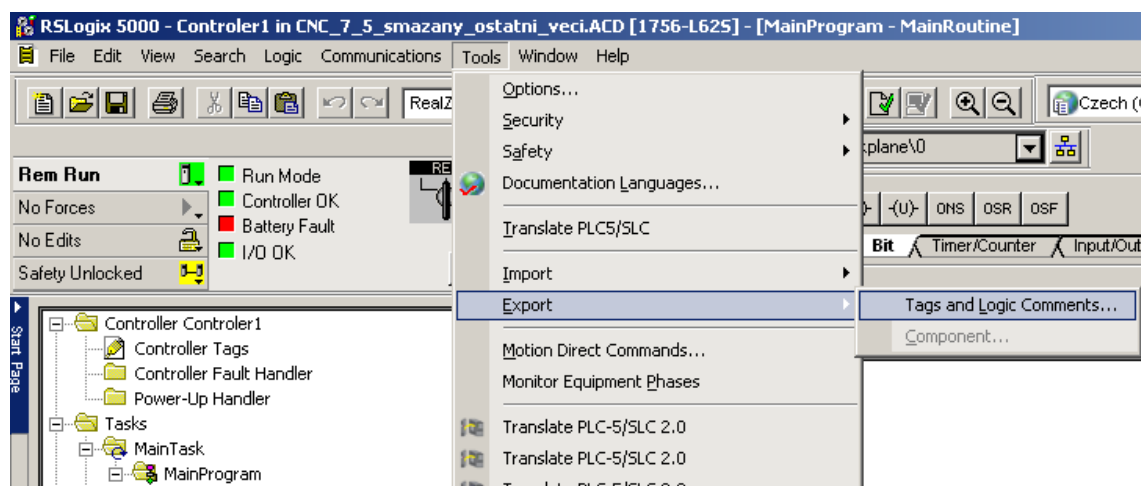 RSLogix 5000 - Controler1 in CNC_7_5_smazany_ostatni_veci.ACD [1756-L62S] - [MainProgram - MainRoutine]
File Edit View Search Logic Communications Tools Window Help
RealZ
Czech (
Options...
Security
Safety
Documentation Languages...
Translate PLC5/SLC
Import
Export
Motion Direct Commands...
Monitor Equipment Phases
Translate PLC-5/SLC 2.0
Translate PLC-5/SLC 2.0
Tags and Logic Comments...
Component...
kplane\0
-(U)- ONS OSR OSF
Bit Timer/Counter Input/Out
Rem Run
No Forces
No Edits
Safety Unlocked
Run Mode
Controller OK
Battery Fault
I/O OK
RE
Start Page
Controller Controler1
Controller Tags
Controller Fault Handler
Power-Up Handler
Tasks
MainTask
MainProgram